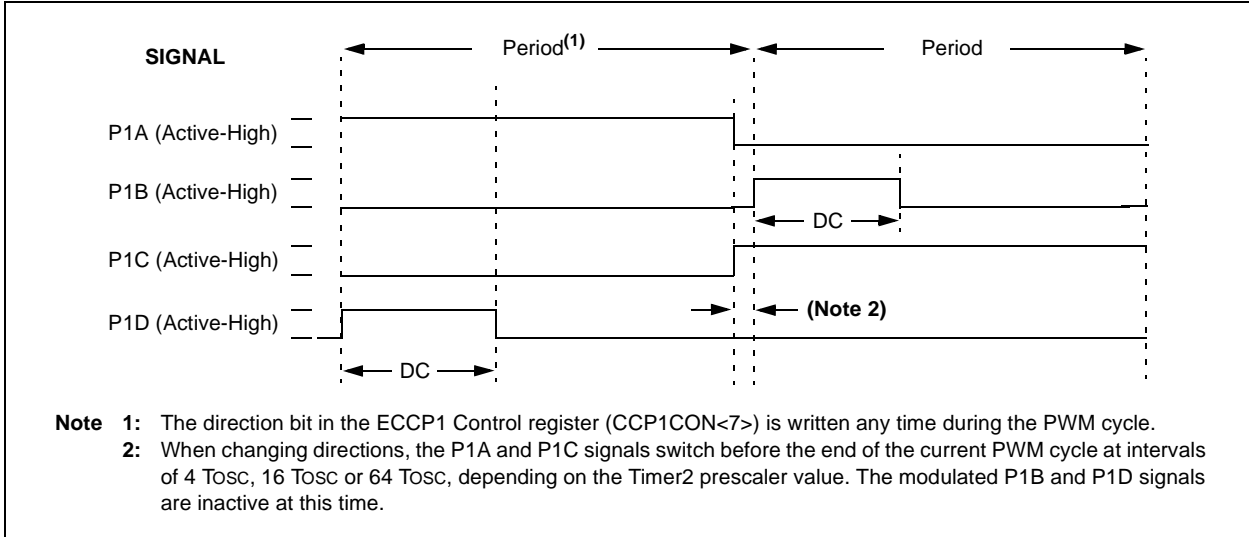 SIGNAL
Period(1)
Period
P1A (Active-High)
P1B (Active-High)
DC
P1C (Active-High)
P1D (Active-High)
(Note 2)
DC
Note 1: The direction bit in the ECCP1 Control register (CCP1CON<7>) is written any time during the PWM cycle.
2: When changing directions, the P1A and P1C signals switch before the end of the current PWM cycle at intervals
of 4 TOSC, 16 TOSC or 64 TOSC, depending on the Timer2 prescaler value. The modulated P1B and P1D signals
are inactive at this time.